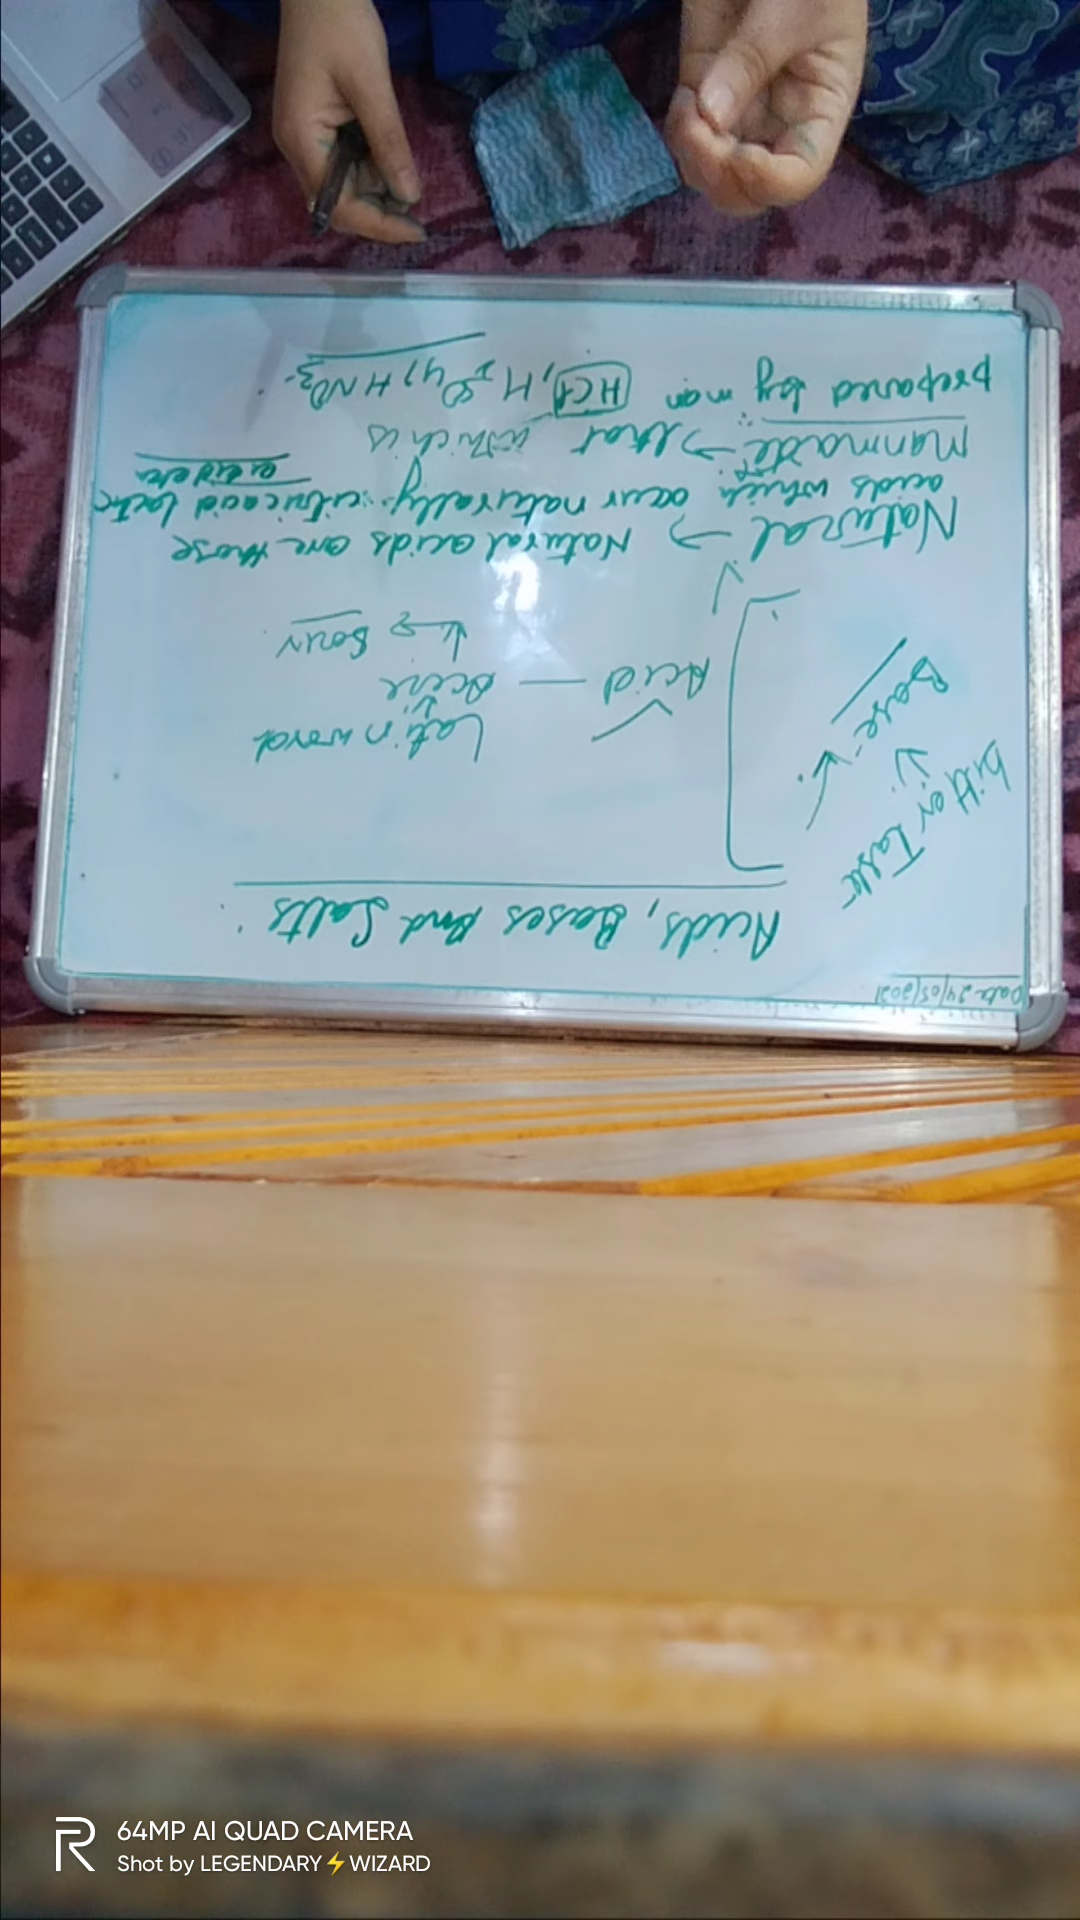 Date 24/05/2021
Acids, Bases And Salts
bitter Taste
Base
Latin word
Acid — Acere
↳ Sour
Natural → Natural acids are those
acids which occur naturally. citric acid lactic
acid etc
Manmade → that which is
prepared by man HCl, H2SO4, HNO3
64MP AI QUAD CAMERA
Shot by LEGENDARY⚡WIZARD